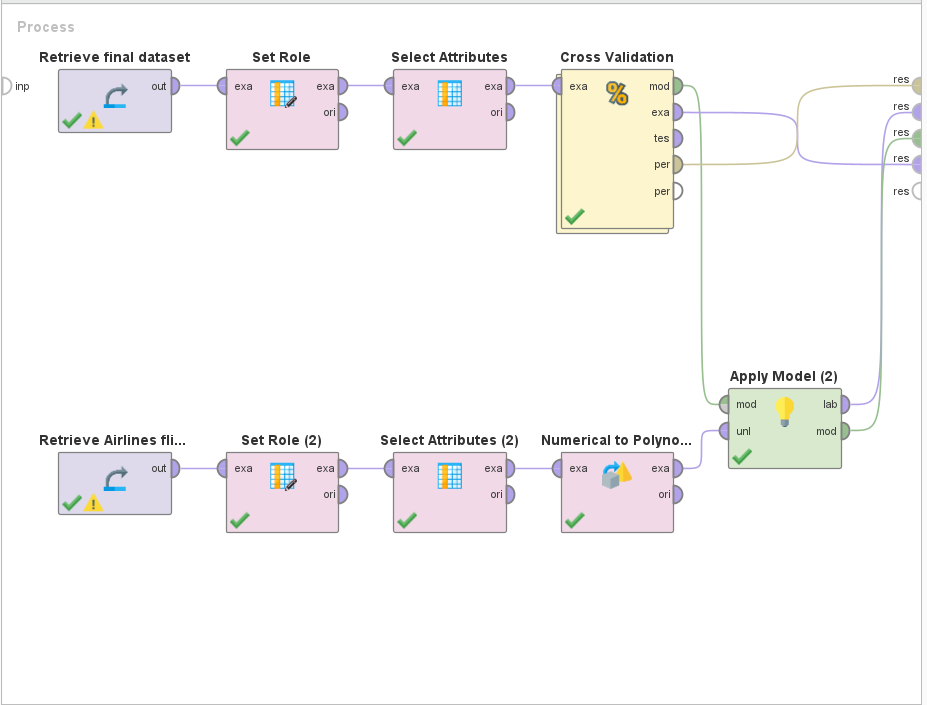 Process
Retrieve final dataset
Set Role
Select Attributes
Cross Validation
inp
out
exa
exa
ori
exa
exa
ori
exa
mod
exa
tes
per
per
res
res
res
res
res
Apply Model (2)
mod
lab
unl
mod
Retrieve Airlines fli...
Set Role (2)
Select Attributes (2)
Numerical to Polyno...
out
exa
exa
ori
exa
exa
ori
exa
exa
ori